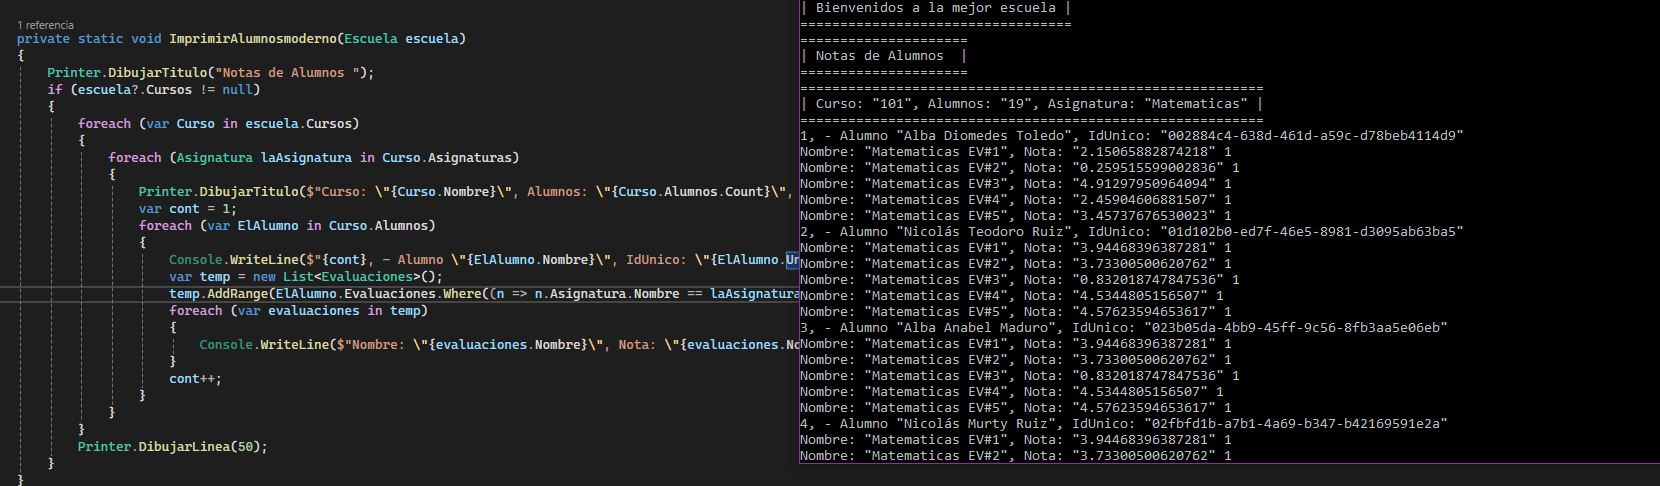 1 referencia
private static void ImprimirAlumnosmoderno(Escuela escuela)
{
Printer.DibujarTitulo("Notas de Alumnos ");
if (escuela?.Cursos != null)
{
foreach (var Curso in escuela.Cursos)
{
foreach (Asignatura laAsignatura in Curso.Asignaturas)
{
Printer.DibujarTitulo($"Curso: \"{Curso.Nombre}\", Alumnos: \"{Curso.Alumnos.Count}\",
var cont = 1;
foreach (var ElAlumno in Curso.Alumnos)
{
Console.WriteLine($"{cont}, - Alumno \"{ElAlumno.Nombre}\", IdUnico: \"{ElAlumno.Un
var temp = new List<Evaluaciones>();
temp.AddRange(ElAlumno.Evaluaciones.Where((n => n.Asignatura.Nombre == laAsignatura
foreach (var evaluaciones in temp)
{
Console.WriteLine($"Nombre: \"{evaluaciones.Nombre}\", Nota: \"{evaluaciones.No
}
cont++;
}
}
}
Printer.DibujarLinea(50);
}
}
| Bienvenidos a la mejor escuela |
==================================
=====================
| Notas de Alumnos  |
=====================
==========================================================
| Curso: "101", Alumnos: "19", Asignatura: "Matematicas" |
==========================================================
1, - Alumno "Alba Diomedes Toledo", IdUnico: "002884c4-638d-461d-a59c-d78beb4114d9"
Nombre: "Matematicas EV#1", Nota: "2.15065882874218" 1
Nombre: "Matematicas EV#2", Nota: "0.259515599002836" 1
Nombre: "Matematicas EV#3", Nota: "4.91297950964094" 1
Nombre: "Matematicas EV#4", Nota: "2.45904606881507" 1
Nombre: "Matematicas EV#5", Nota: "3.45737676530023" 1
2, - Alumno "Nicolás Teodoro Ruiz", IdUnico: "01d102b0-ed7f-46e5-8981-d3095ab63ba5"
Nombre: "Matematicas EV#1", Nota: "3.94468396387281" 1
Nombre: "Matematicas EV#2", Nota: "3.73300500620762" 1
Nombre: "Matematicas EV#3", Nota: "0.832018747847536" 1
Nombre: "Matematicas EV#4", Nota: "4.5344805156507" 1
Nombre: "Matematicas EV#5", Nota: "4.57623594653617" 1
3, - Alumno "Alba Anabel Maduro", IdUnico: "023b05da-4bb9-45ff-9c56-8fb3aa5e06eb"
Nombre: "Matematicas EV#1", Nota: "3.94468396387281" 1
Nombre: "Matematicas EV#2", Nota: "3.73300500620762" 1
Nombre: "Matematicas EV#3", Nota: "0.832018747847536" 1
Nombre: "Matematicas EV#4", Nota: "4.5344805156507" 1
Nombre: "Matematicas EV#5", Nota: "4.57623594653617" 1
4, - Alumno "Nicolás Murty Ruiz", IdUnico: "02fbfd1b-a7b1-4a69-b347-b42169591e2a"
Nombre: "Matematicas EV#1", Nota: "3.94468396387281" 1
Nombre: "Matematicas EV#2", Nota: "3.73300500620762" 1